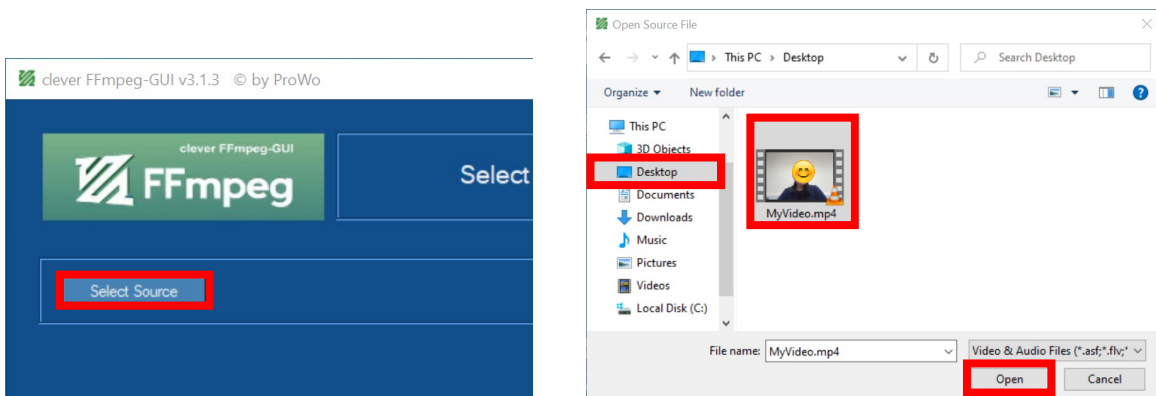 clever FFmpeg-GUI v3.1.3 © by ProWo
clever FFmpeg-GUI
FFmpeg
Select
Select Source
Open Source File
This PC > Desktop
Search Desktop
Organize
New folder
This PC
3D Objects
Desktop
Documents
Downloads
Music
Pictures
Videos
Local Disk (C:)
MyVideo.mp4
File name: MyVideo.mp4
Video & Audio Files (*.asf;*.flv;*
Open
Cancel